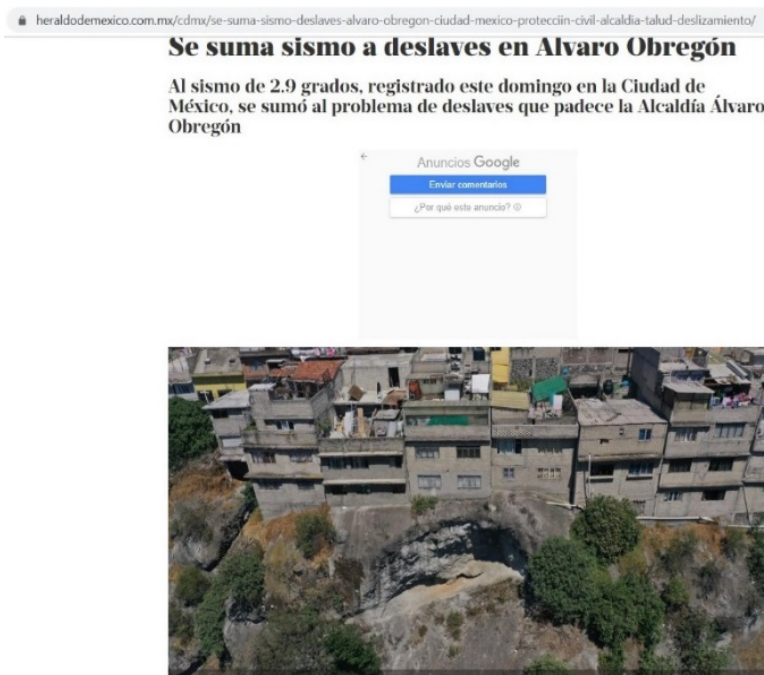 heraldodemexico.com.mx/cdmx/se-suma-sismo-deslaves-alvaro-obregon-ciudad-mexico-protecciin-civil-alcaldia-talud-deslizamiento/
Se suma sismo a deslaves en Alvaro Obregón
Al sismo de 2.9 grados, registrado este domingo en la Ciudad de
México, se sumó al problema de deslaves que padece la Alcaldía Álvaro
Obregón
Anuncios Google
Enviar comentarios
¿Por qué este anuncio?